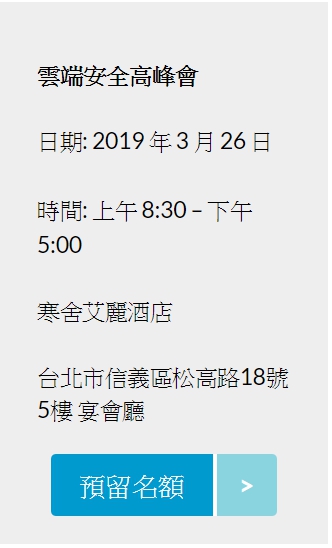 雲端安全高峰會
日期: 2019 年 3 月 26 日
時間: 上午 8:30 – 下午
5:00
寒舍艾麗酒店
台北市信義區松高路18號
5樓 宴會廳
預留名額 >